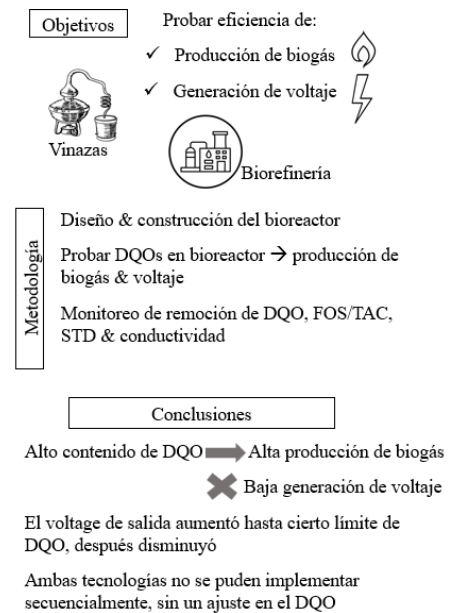 Objetivos
Probar eficiencia de:
✓ Producción de biogás
✓ Generación de voltaje
Vinazas
Biorefinería
Metodología
Diseño & construcción del bioreactor
Probar DQOs en bioreactor → producción de
biogás & voltaje
Monitoreo de remoción de DQO, FOS/TAC,
STD & conductividad
Conclusiones
Alto contenido de DQO Alta producción de biogás
Baja generación de voltaje
El voltage de salida aumentó hasta cierto límite de
DQO, después disminuyó
Ambas tecnologías no se puden implementar
secuencialmente, sin un ajuste en el DQO